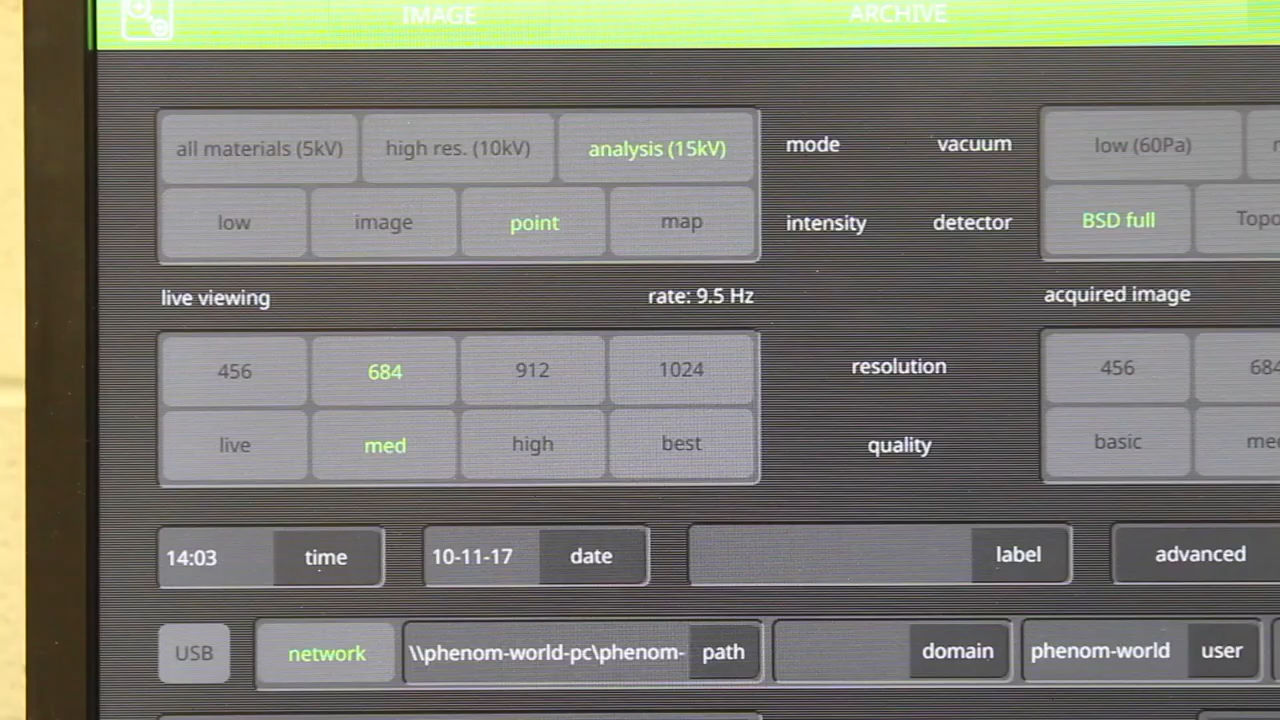 IMAGE ARCHIVE
all materials (5kV) high res. (10kV) analysis (15kV) mode vacuum low (60Pa)
low image point map intensity detector BSD full Topo
live viewing rate: 9.5 Hz acquired image
456 684 912 1024 resolution 456 684
live med high best quality basic med
14:03 time 10-11-17 date label advanced
USB network \\phenom-world-pc\phenom- path domain phenom-world user